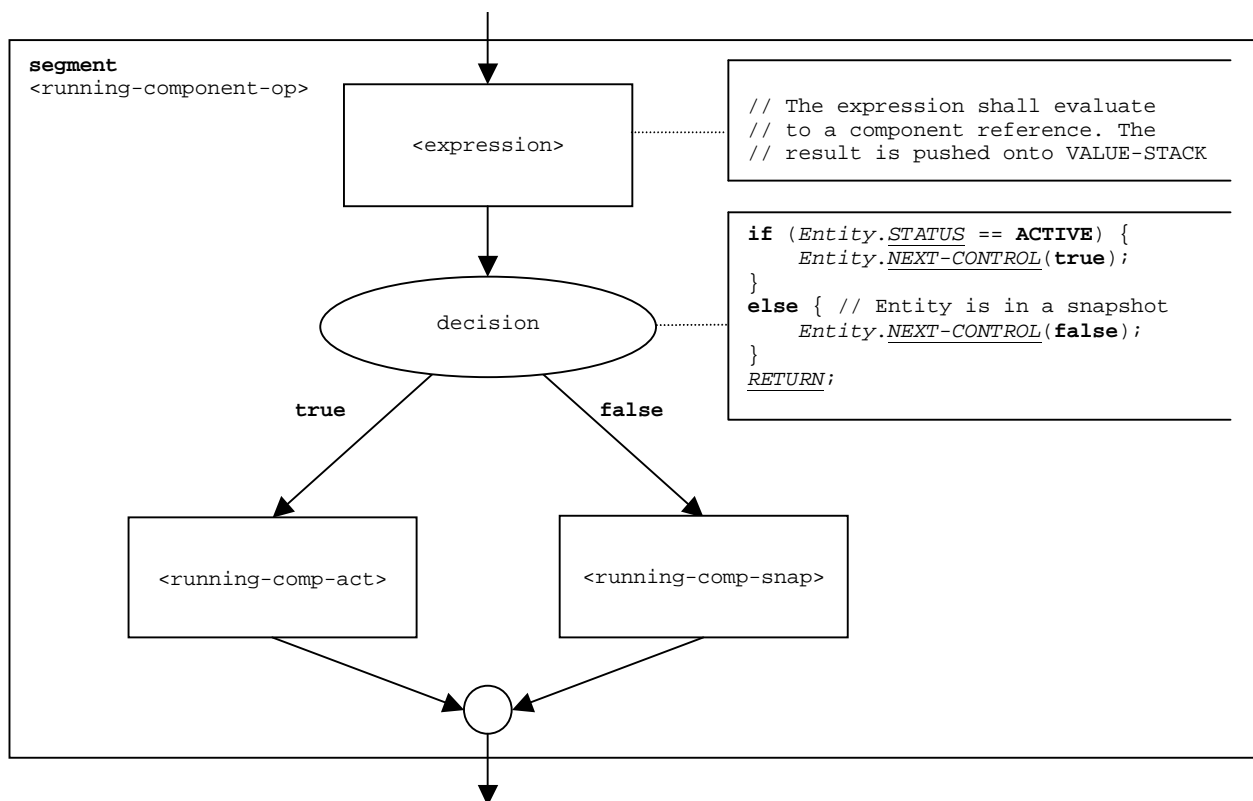 segment
<running-component-op>
<expression>
// The expression shall evaluate
// to a component reference. The
// result is pushed onto VALUE-STACK
decision
if (Entity.STATUS == ACTIVE) {
    Entity.NEXT-CONTROL(true);
}
else { // Entity is in a snapshot
    Entity.NEXT-CONTROL(false);
}
RETURN;
true
false
<running-comp-act>
<running-comp-snap>